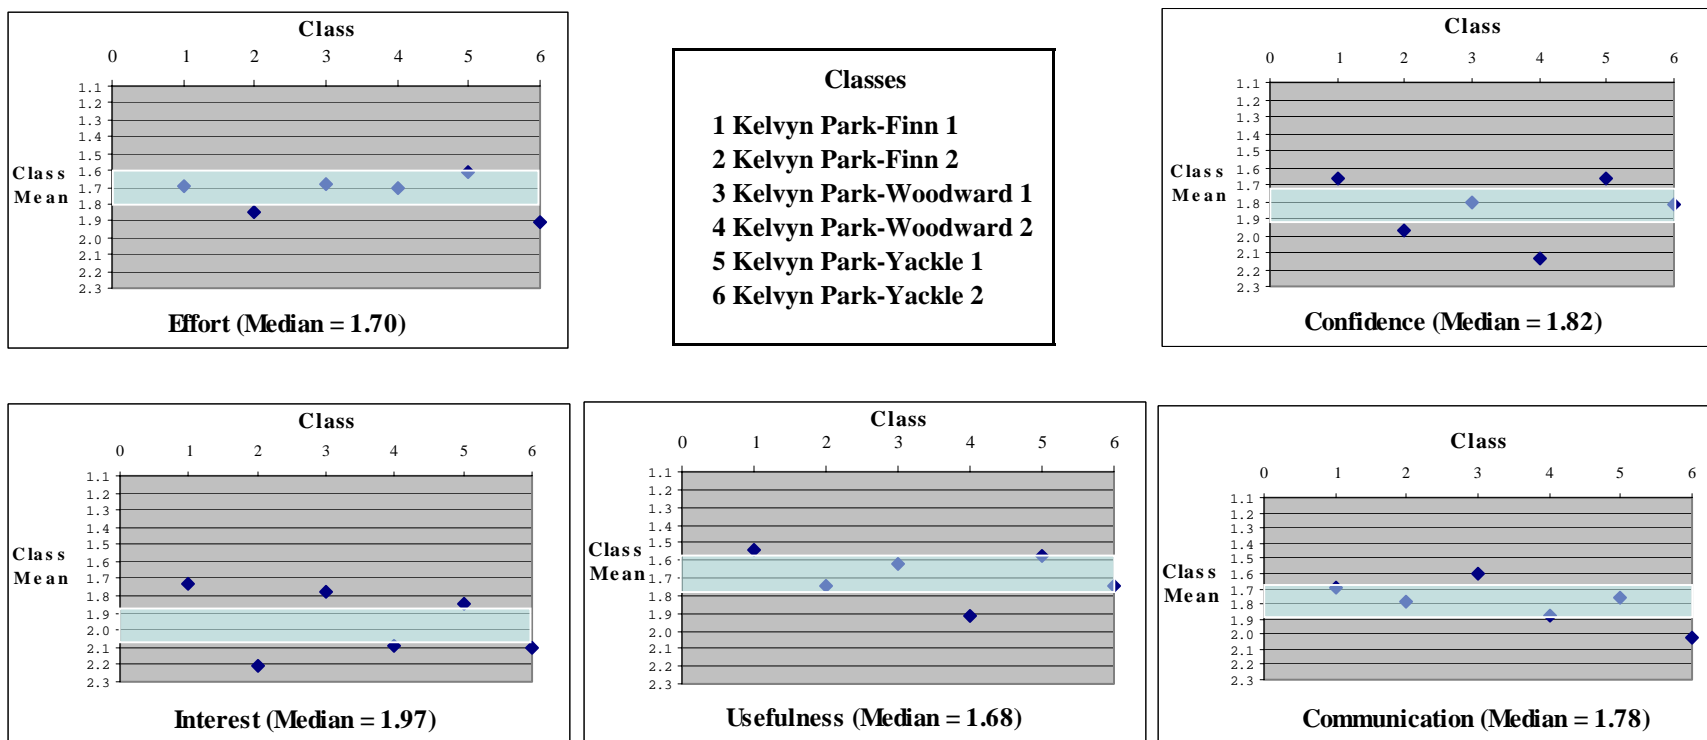 Class
0 1 2 3 4 5 6
1.1
1.2
1.3
1.4
1.5
1.6
1.7
1.8
1.9
2.0
2.1
2.2
2.3
Class
Mean
Effort (Median = 1.70)
Classes
1 Kelvyn Park-Finn 1
2 Kelvyn Park-Finn 2
3 Kelvyn Park-Woodward 1
4 Kelvyn Park-Woodward 2
5 Kelvyn Park-Yackle 1
6 Kelvyn Park-Yackle 2
Class
0 1 2 3 4 5 6
1.1
1.2
1.3
1.4
1.5
1.6
1.7
1.8
1.9
2.0
2.1
2.2
2.3
Class
Mean
Confidence (Median = 1.82)
Class
0 1 2 3 4 5 6
1.1
1.2
1.3
1.4
1.5
1.6
1.7
1.8
1.9
2.0
2.1
2.2
2.3
Class
Mean
Interest (Median = 1.97)
Class
0 1 2 3 4 5 6
1.1
1.2
1.3
1.4
1.5
1.6
1.7
1.8
1.9
2.0
2.1
2.2
2.3
Class
Mean
Usefulness (Median = 1.68)
Class
0 1 2 3 4 5 6
1.1
1.2
1.3
1.4
1.5
1.6
1.7
1.8
1.9
2.0
2.1
2.2
2.3
Class
Mean
Communication (Median = 1.78)